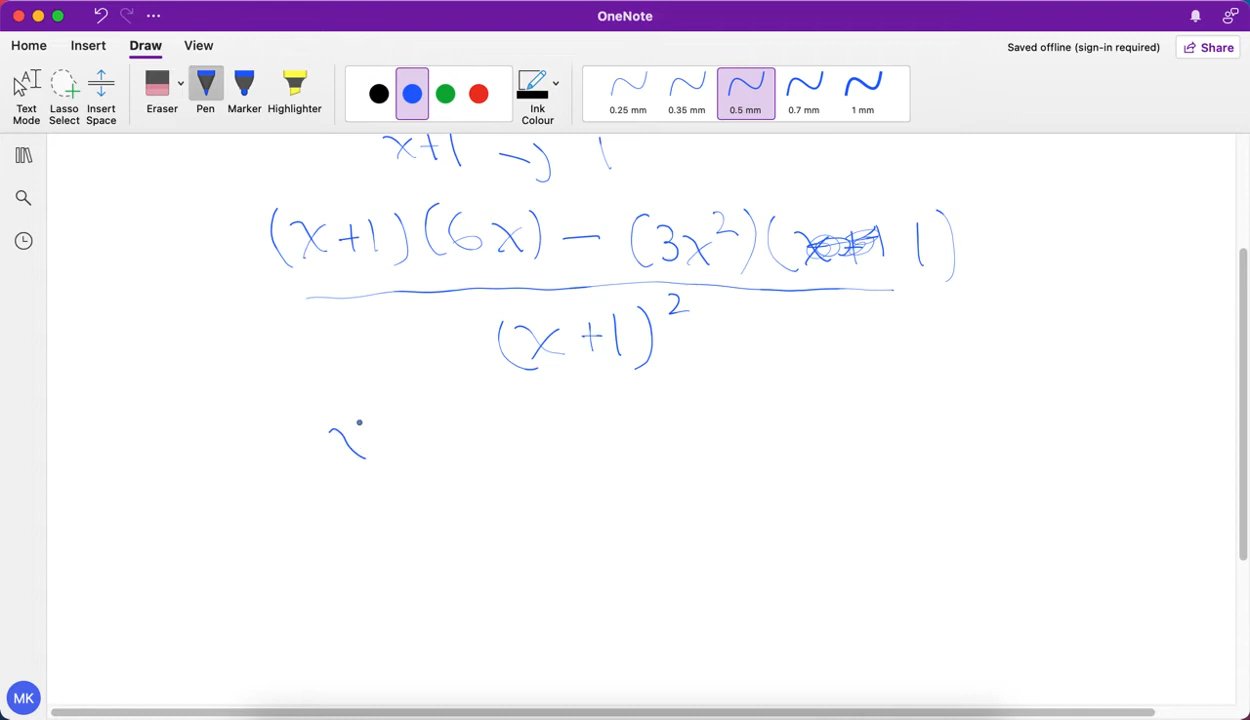 OneNote
Home Insert Draw View Saved offline (sign-in required) Share
Text Mode Lasso Select Insert Space Eraser Pen Marker Highlighter Ink Colour 0.25 mm 0.35 mm 0.5 mm 0.7 mm 1 mm
x+1 → 1
(x+1)(6x) − (3x²)( 1)
(x+1)²
x
MK